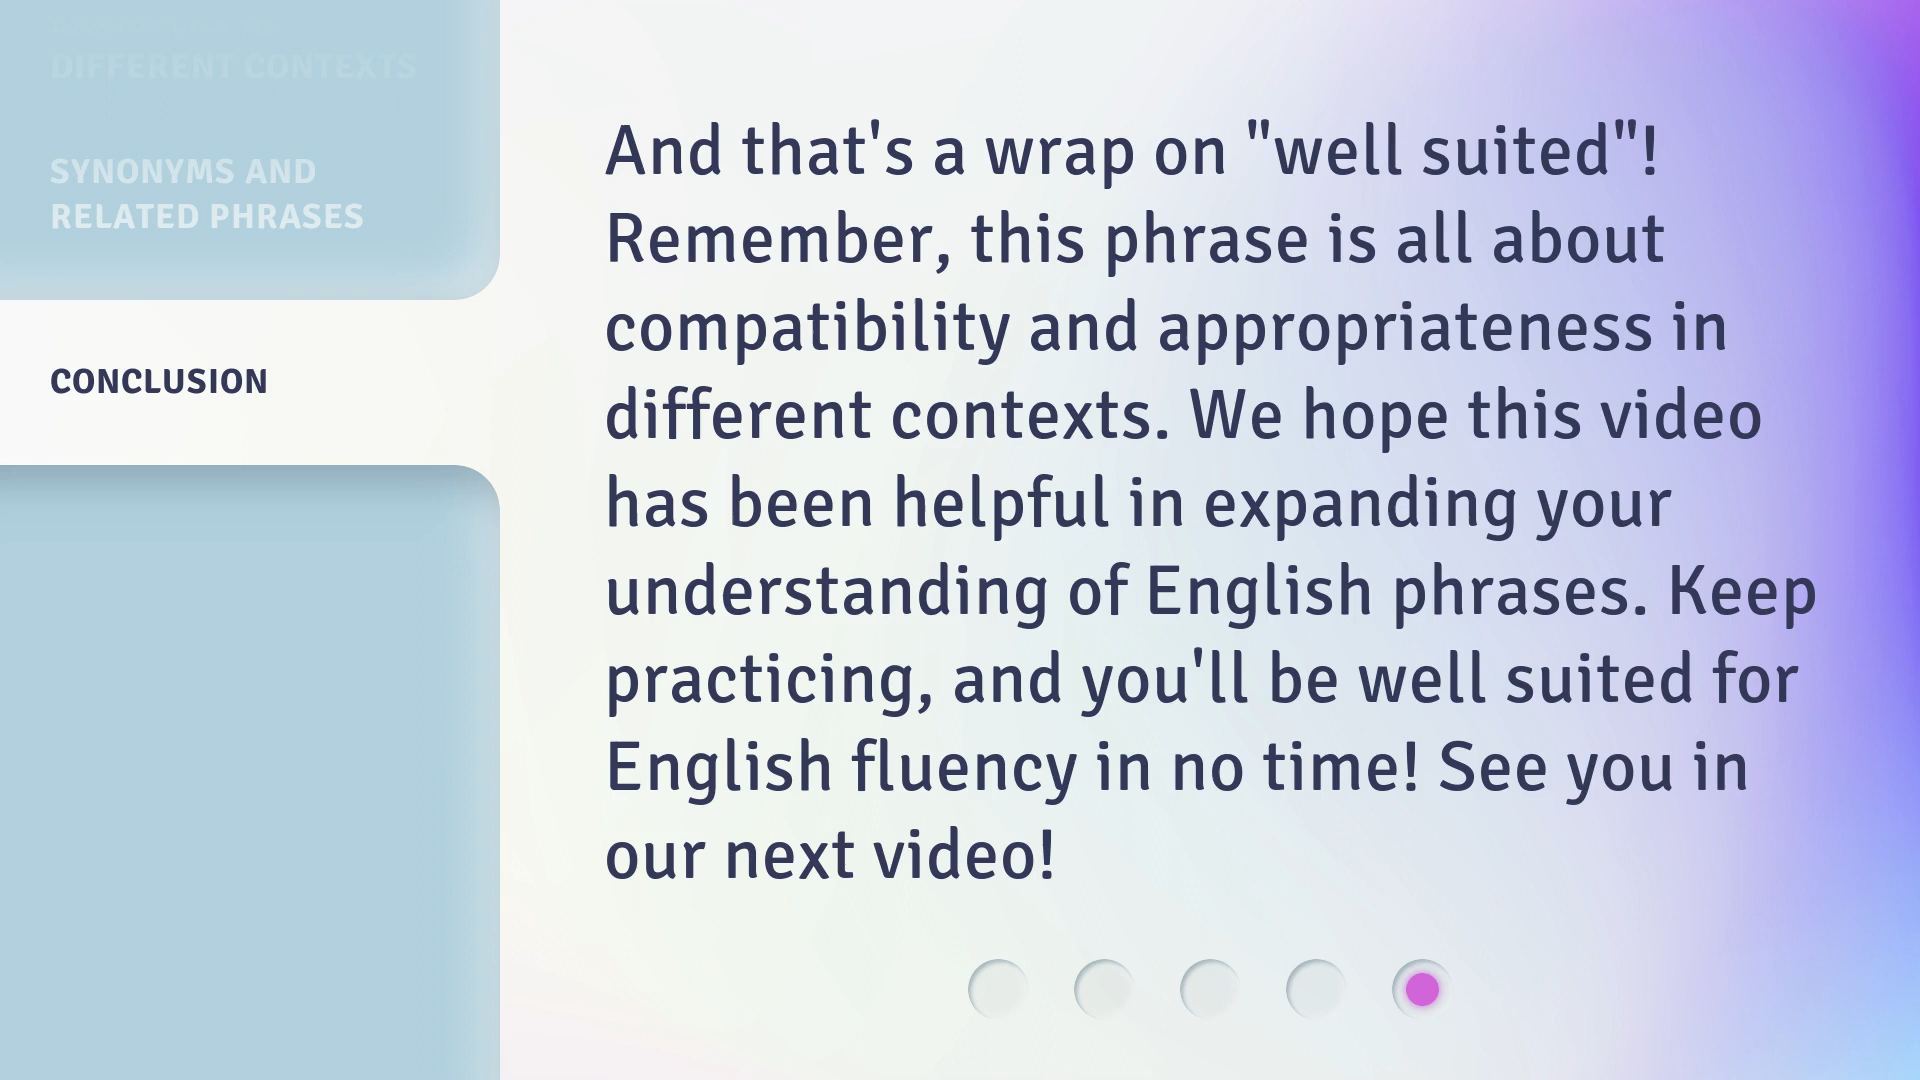 DIFFERENT CONTEXTS
SYNONYMS AND
RELATED PHRASES
CONCLUSION
And that's a wrap on "well suited"!
Remember, this phrase is all about
compatibility and appropriateness in
different contexts. We hope this video
has been helpful in expanding your
understanding of English phrases. Keep
practicing, and you'll be well suited for
English fluency in no time! See you in
our next video!